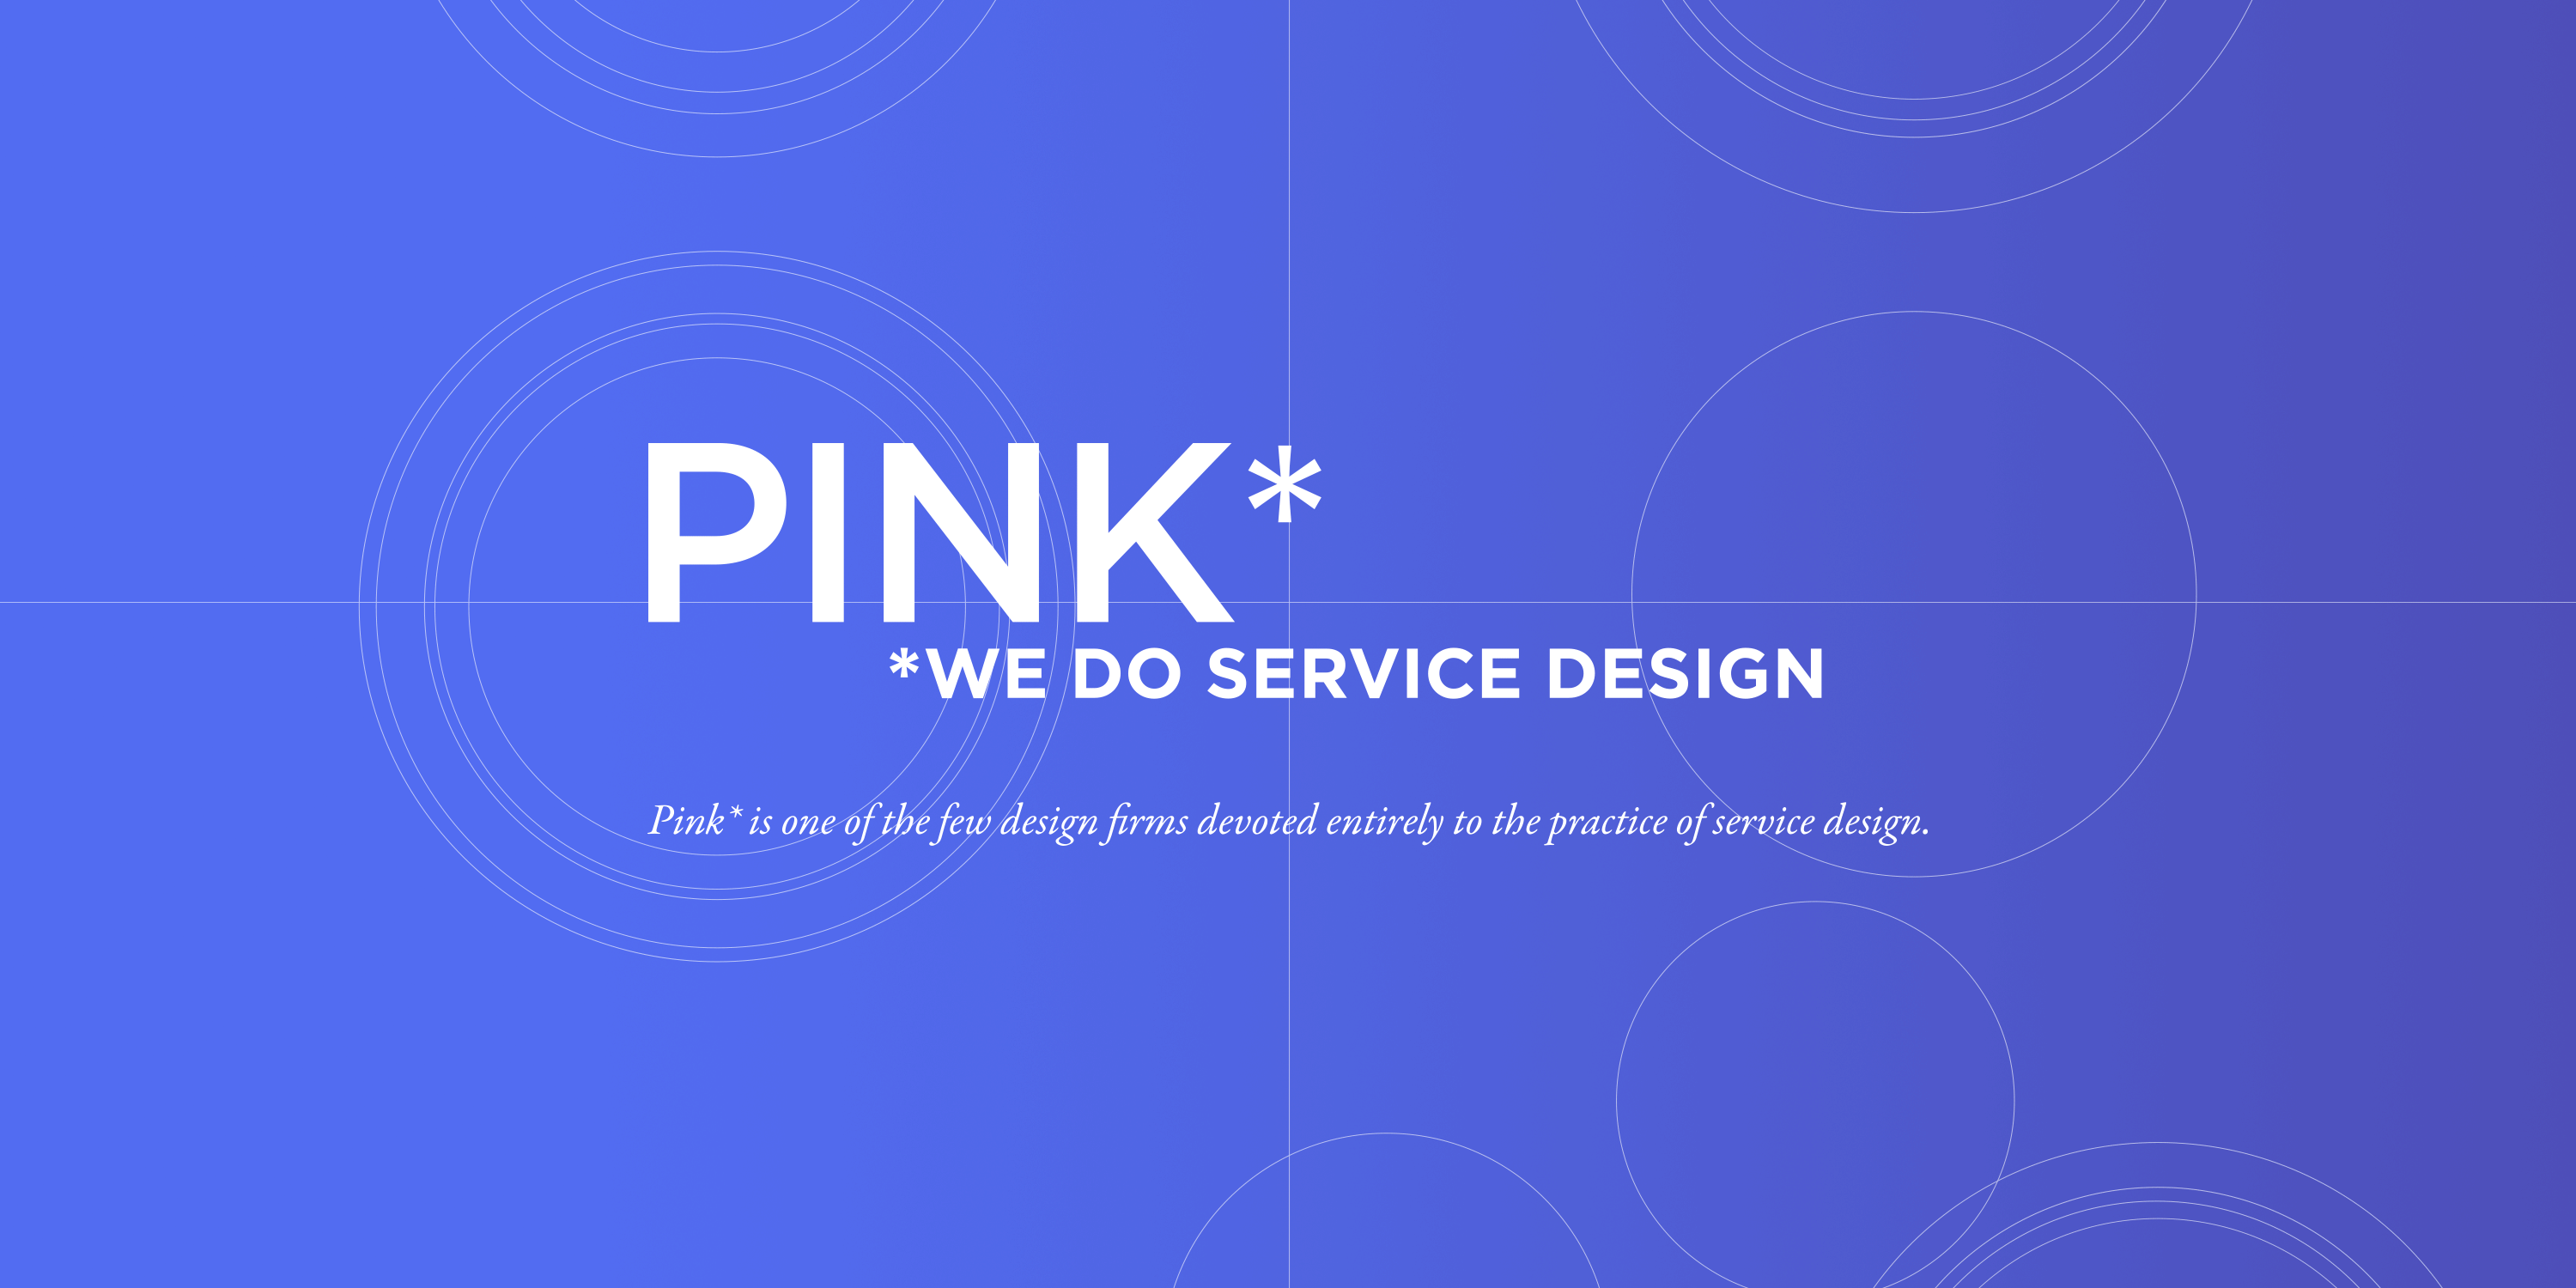 PINK*
*WE DO SERVICE DESIGN
Pink* is one of the few design firms devoted entirely to the practice of service design.